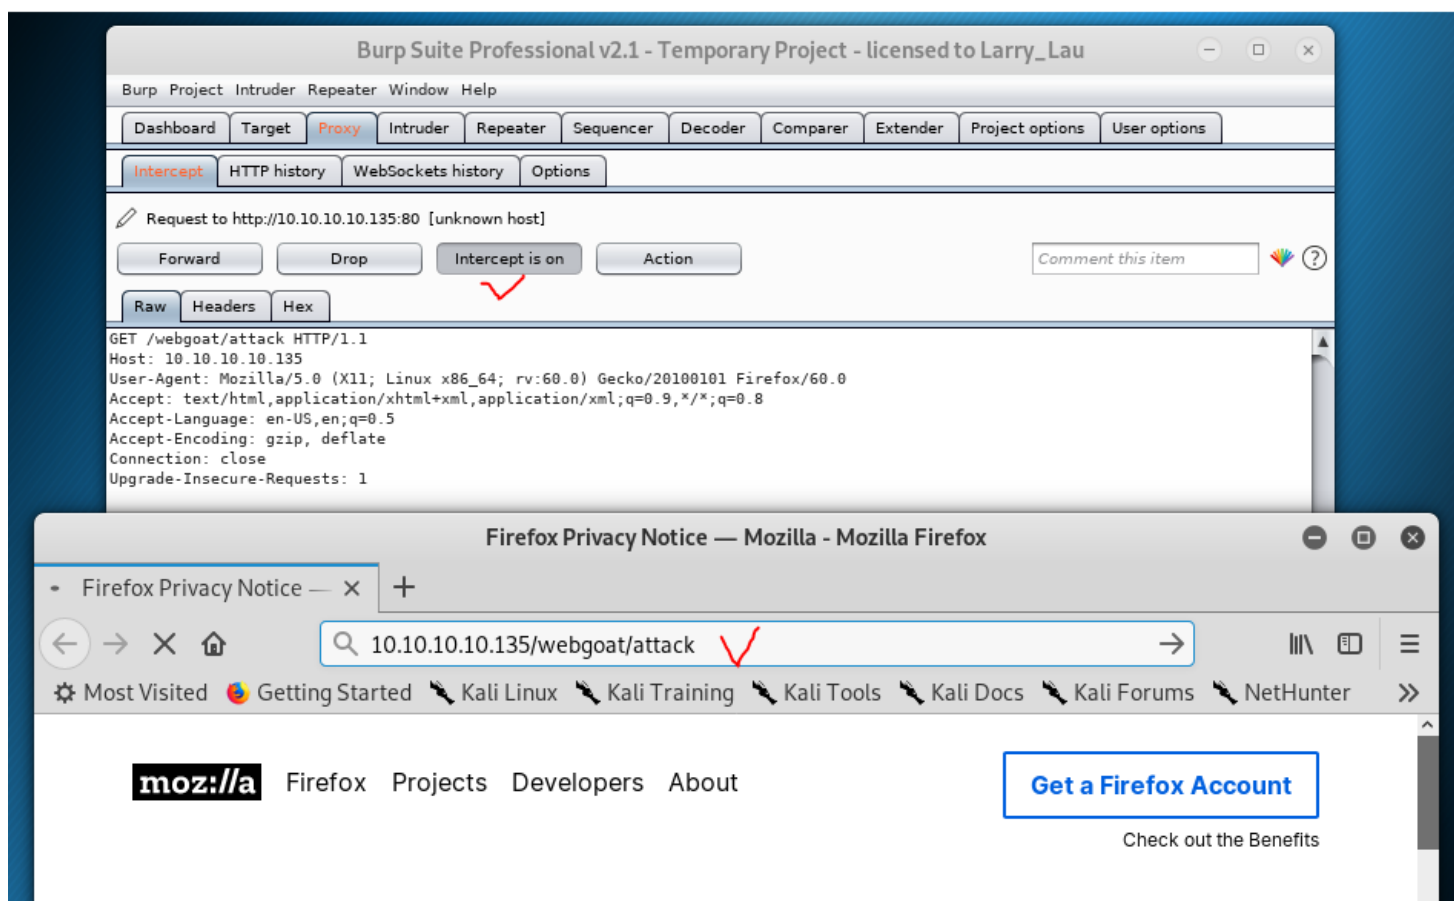 Burp Suite Professional v2.1 - Temporary Project - licensed to Larry_Lau
Burp Project Intruder Repeater Window Help
Dashboard Target Proxy Intruder Repeater Sequencer Decoder Comparer Extender Project options User options
Intercept HTTP history WebSockets history Options
Request to http://10.10.10.10.135:80 [unknown host]
Forward Drop Intercept is on Action Comment this item ?
Raw Headers Hex
GET /webgoat/attack HTTP/1.1
Host: 10.10.10.10.135
User-Agent: Mozilla/5.0 (X11; Linux x86_64; rv:60.0) Gecko/20100101 Firefox/60.0
Accept: text/html,application/xhtml+xml,application/xml;q=0.9,*/*;q=0.8
Accept-Language: en-US,en;q=0.5
Accept-Encoding: gzip, deflate
Connection: close
Upgrade-Insecure-Requests: 1
Firefox Privacy Notice — Mozilla - Mozilla Firefox
Firefox Privacy Notice —
10.10.10.10.135/webgoat/attack
Most Visited Getting Started Kali Linux Kali Training Kali Tools Kali Docs Kali Forums NetHunter
moz://a Firefox Projects Developers About Get a Firefox Account
Check out the Benefits